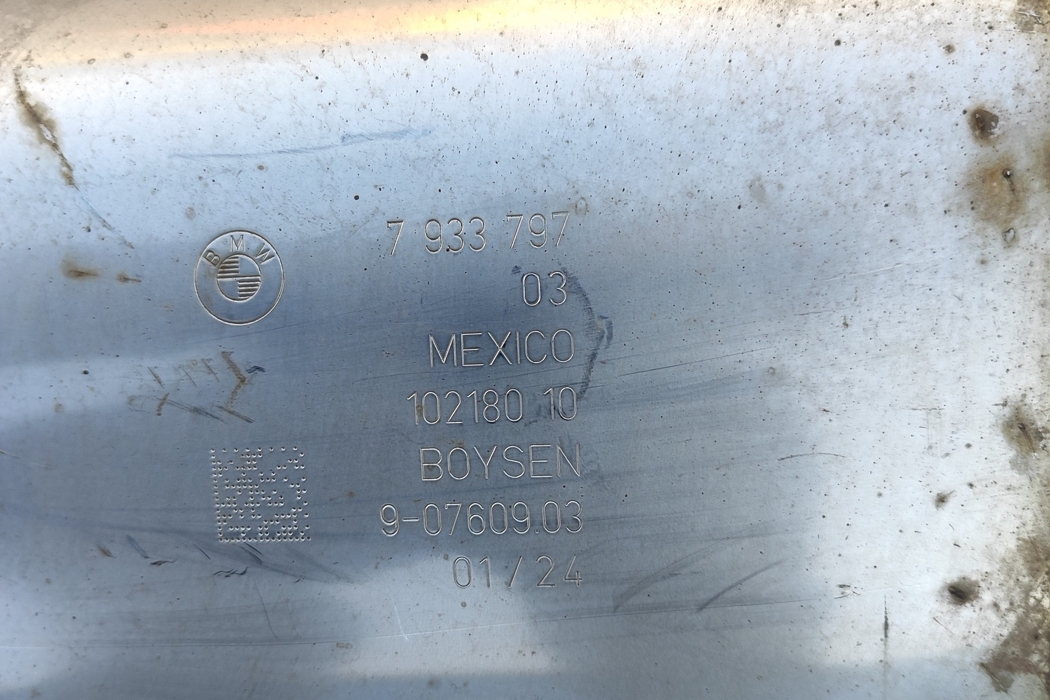 BMW
7 933 797
03
MEXICO
102180 10
BOYSEN
9-07609.03
01/24